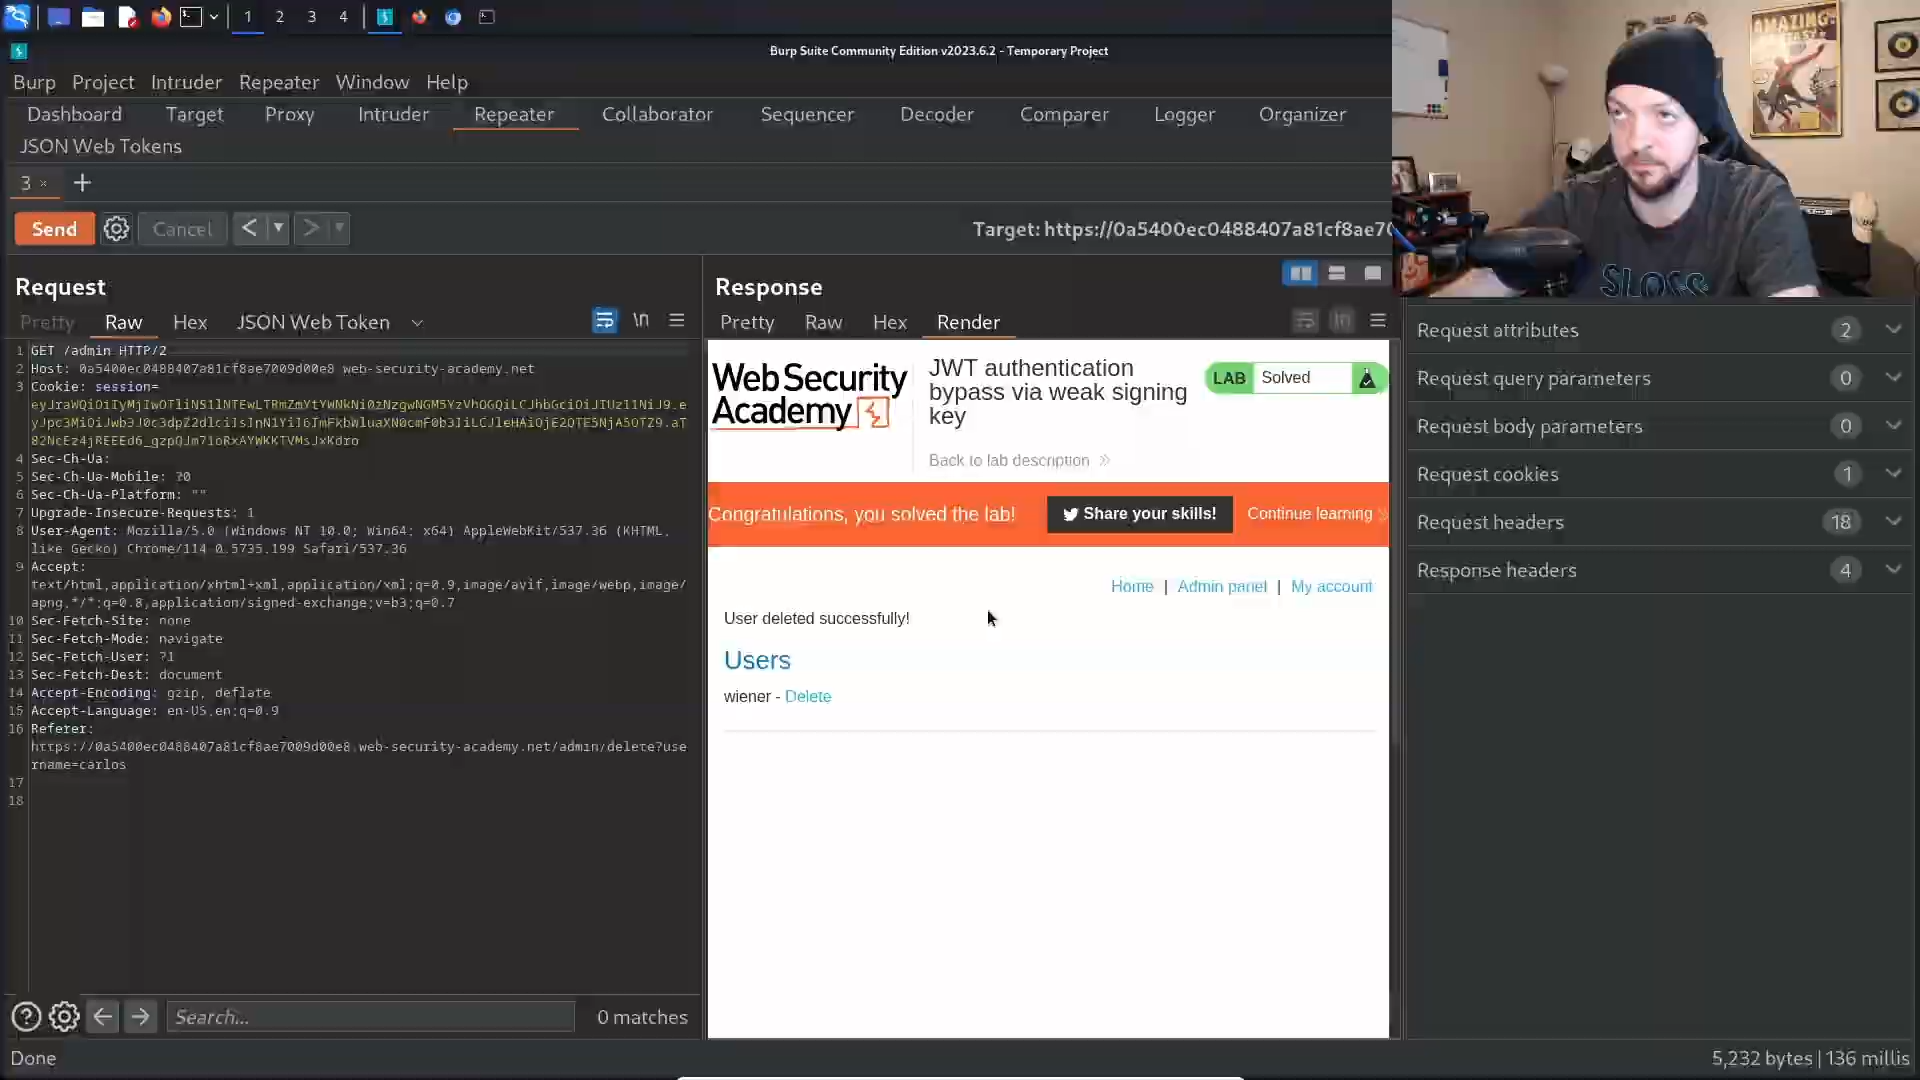 1 2 3 4
Burp Suite Community Edition v2023.6.2 - Temporary Project
Burp Project Intruder Repeater Window Help
Dashboard Target Proxy Intruder Repeater Collaborator Sequencer Decoder Comparer Logger Organizer
JSON Web Tokens
3 × +
Send Cancel < >
Target: https://0a5400ec0488407a81cf8ae70
Request
Pretty Raw Hex JSON Web Token
\n
1 GET /admin HTTP/2
2 Host: 0a5400ec0488407a81cf8ae7009d00e8.web-security-academy.net
3 Cookie: session=
4 Sec-Ch-Ua:
5 Sec-Ch-Ua-Mobile: ?0
6 Sec-Ch-Ua-Platform: ""
7 Upgrade-Insecure-Requests: 1
8 User-Agent: Mozilla/5.0 (Windows NT 10.0; Win64; x64) AppleWebKit/537.36 (KHTML,
like Gecko) Chrome/114.0.5735.199 Safari/537.36
9 Accept:
text/html,application/xhtml+xml,application/xml;q=0.9,image/avif,image/webp,image/
apng,*/*;q=0.8,application/signed-exchange;v=b3;q=0.7
10 Sec-Fetch-Site: none
11 Sec-Fetch-Mode: navigate
12 Sec-Fetch-User: ?1
13 Sec-Fetch-Dest: document
14 Accept-Encoding: gzip, deflate
15 Accept-Language: en-US,en;q=0.9
16 Referer:
https://0a5400ec0488407a81cf8ae7009d00e8.web-security-academy.net/admin/delete?use
rname=carlos
17
18
Search...
0 matches
Response
Pretty Raw Hex Render
\n
WebSecurity
Academy
JWT authentication
bypass via weak signing
key
LAB Solved
Back to lab description
Congratulations, you solved the lab!
Share your skills!
Continue learning
Home | Admin panel | My account
User deleted successfully!
Users
wiener - Delete
AMAZING
FANTASY
SLOSS
Request attributes 2
Request query parameters 0
Request body parameters 0
Request cookies 1
Request headers 18
Response headers 4
Done
5,232 bytes | 136 millis